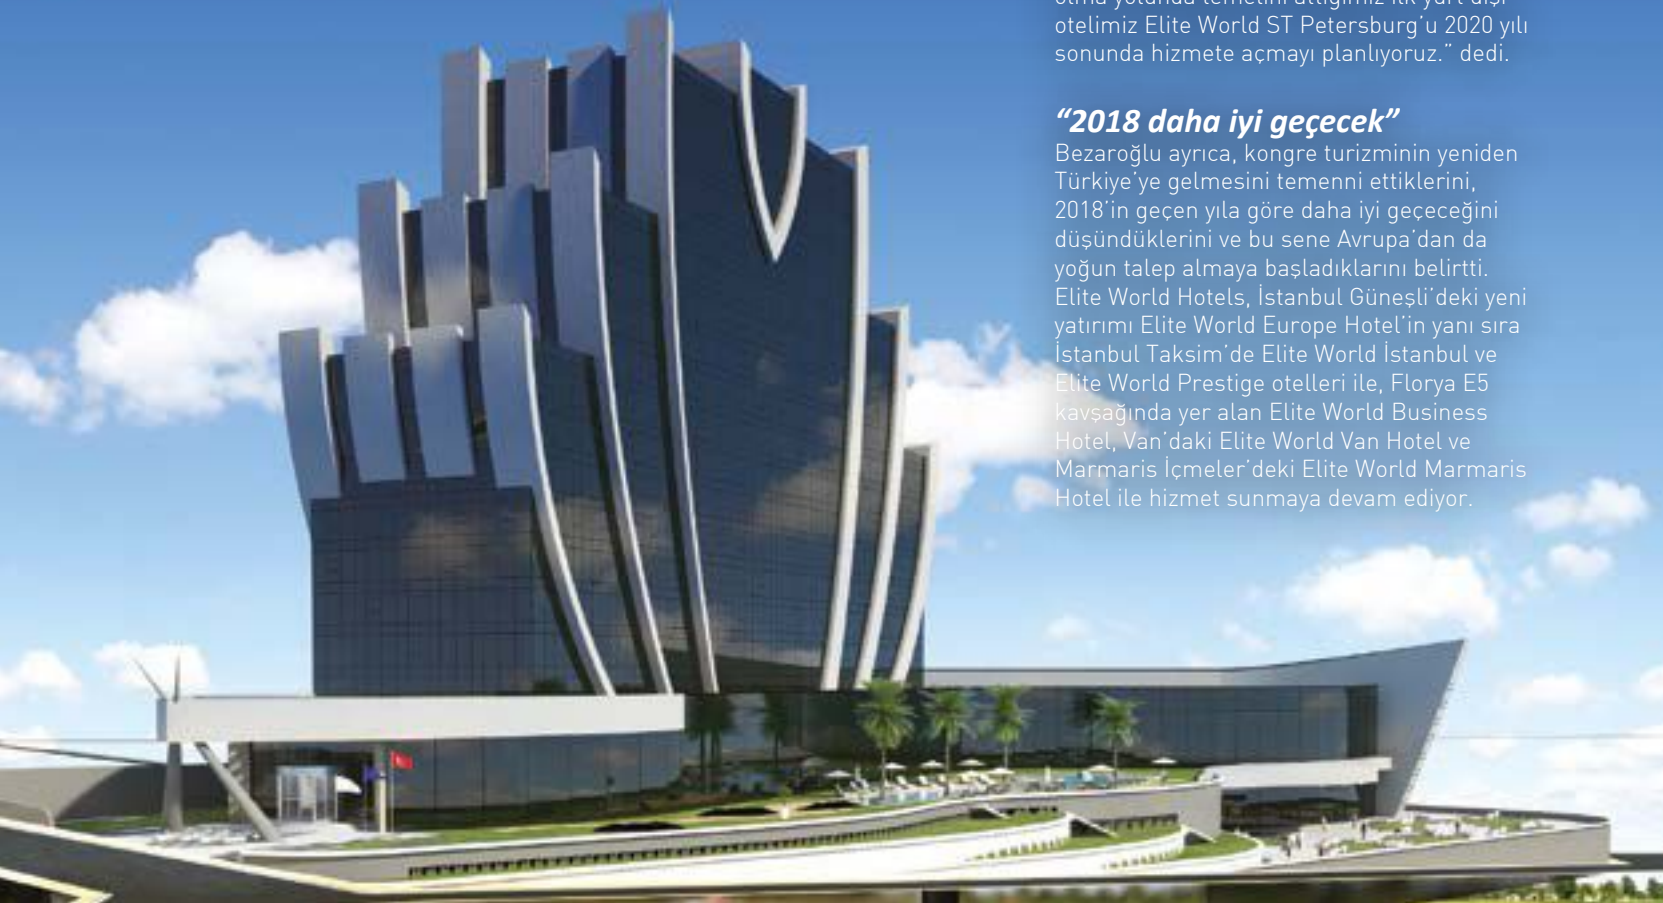 otelimiz Elite World ST Petersburg'u 2020 yılı
sonunda hizmete açmayı planlıyoruz.” dedi.
“2018 daha iyi geçecek”
Bezaroğlu ayrıca, kongre turizminin yeniden
Türkiye'ye gelmesini temenni ettiklerini,
2018'in geçen yıla göre daha iyi geçeceğini
düşündüklerini ve bu sene Avrupa'dan da
yoğun talep almaya başladıklarını belirtti.
Elite World Hotels, İstanbul Güneşli'deki yeni
yatırımı Elite World Europe Hotel'in yanı sıra
İstanbul Taksim'de Elite World İstanbul ve
Elite World Prestige otelleri ile, Florya E5
kavşağında yer alan Elite World Business
Hotel, Van'daki Elite World Van Hotel ve
Marmaris İçmeler'deki Elite World Marmaris
Hotel ile hizmet sunmaya devam ediyor.